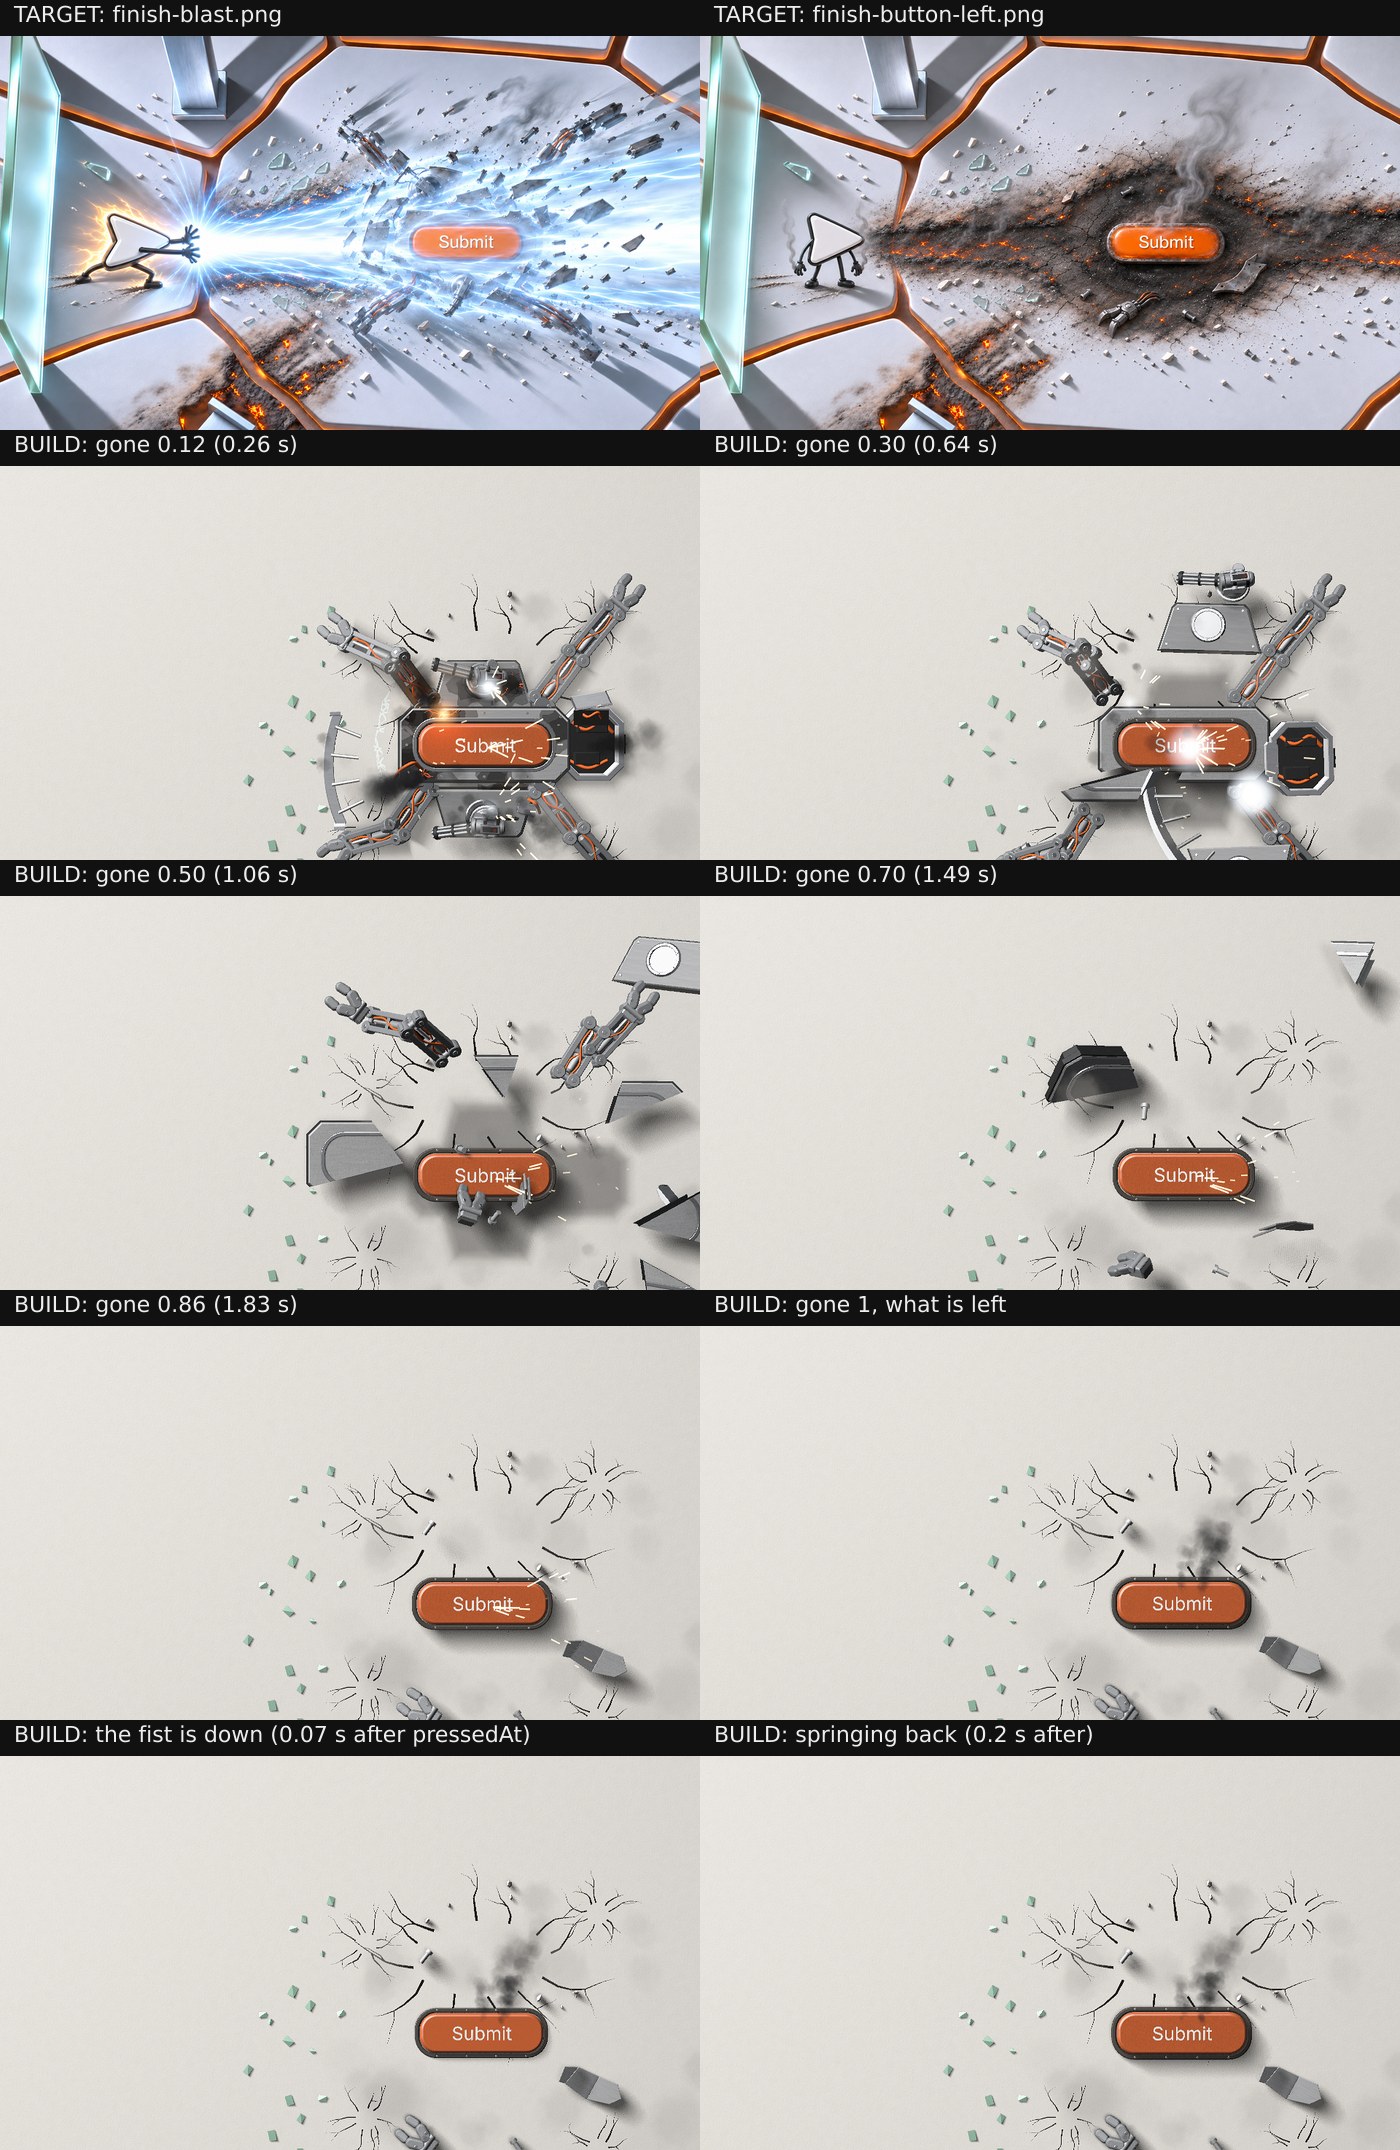 TARGET: finish-blast.png
TARGET: finish-button-left.png
Submit
Submit
BUILD: gone 0.12 (0.26 s)
BUILD: gone 0.30 (0.64 s)
Submit
Submit
BUILD: gone 0.50 (1.06 s)
BUILD: gone 0.70 (1.49 s)
Submit
Submit
BUILD: gone 0.86 (1.83 s)
BUILD: gone 1, what is left
Submit
Submit
BUILD: the fist is down (0.07 s after pressedAt)
BUILD: springing back (0.2 s after)
Submit
Submit